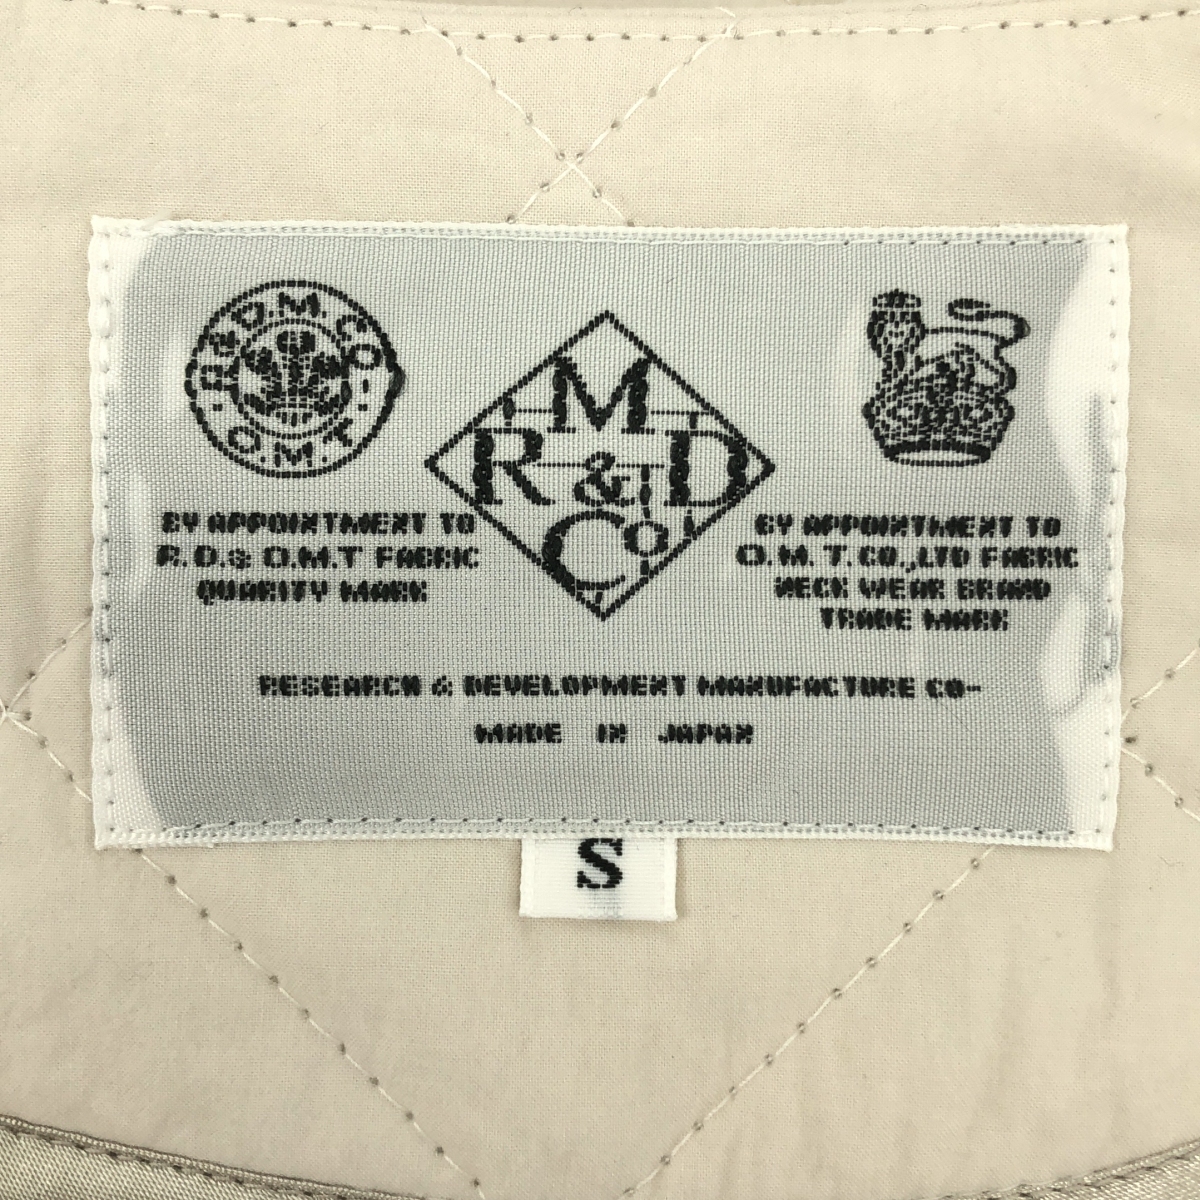 R.&D.M.CO-
O.M.T.
M
R & D
Co
BY APPOINTMENT TO
R.D.& O.M.T FABRIC
QUARITY MARK
BY APPOINTMENT TO
O.M.T.CO.,LTD FABRIC
NECK WEAR BRAND
TRADE MARK
RESEARCH & DEVELOPMENT MANUFACTURE CO-
MADE IN JAPAN
S